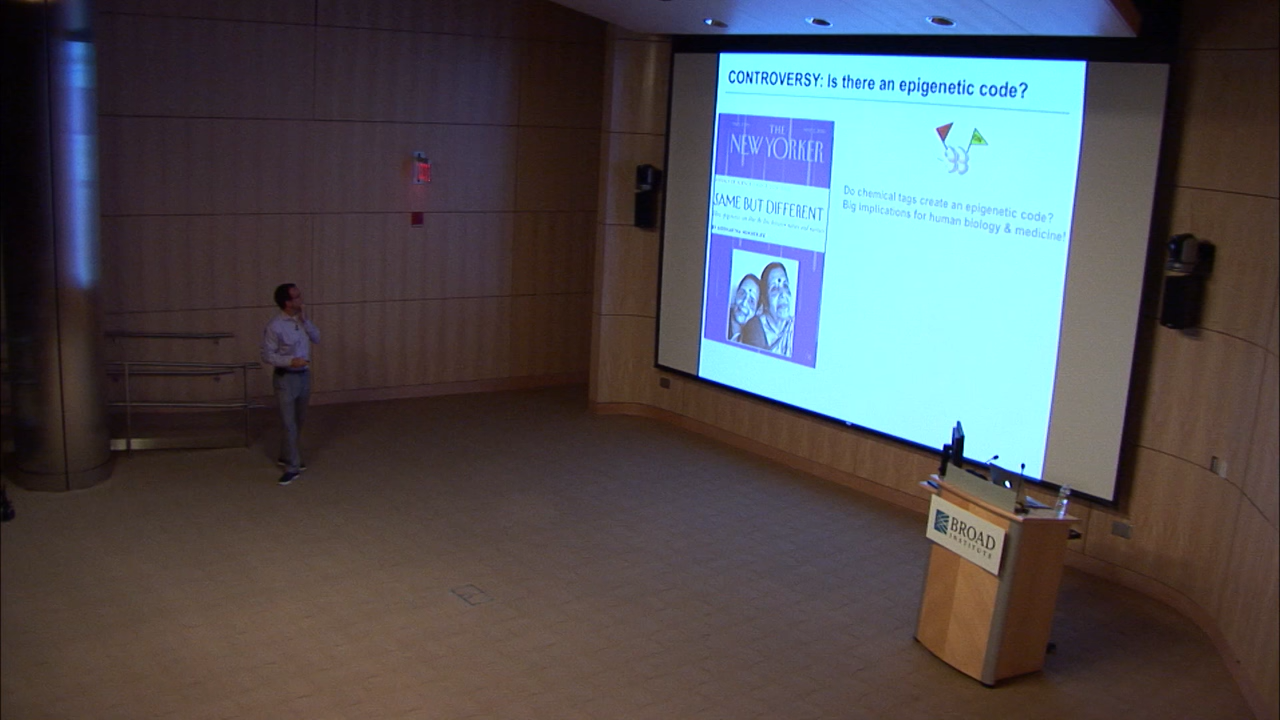 CONTROVERSY: Is there an epigenetic code?
THE
NEW YORKER
SAME BUT DIFFERENT
Do chemical tags create an epigenetic code?
Big implications for human biology & medicine!
BROAD
INSTITUTE